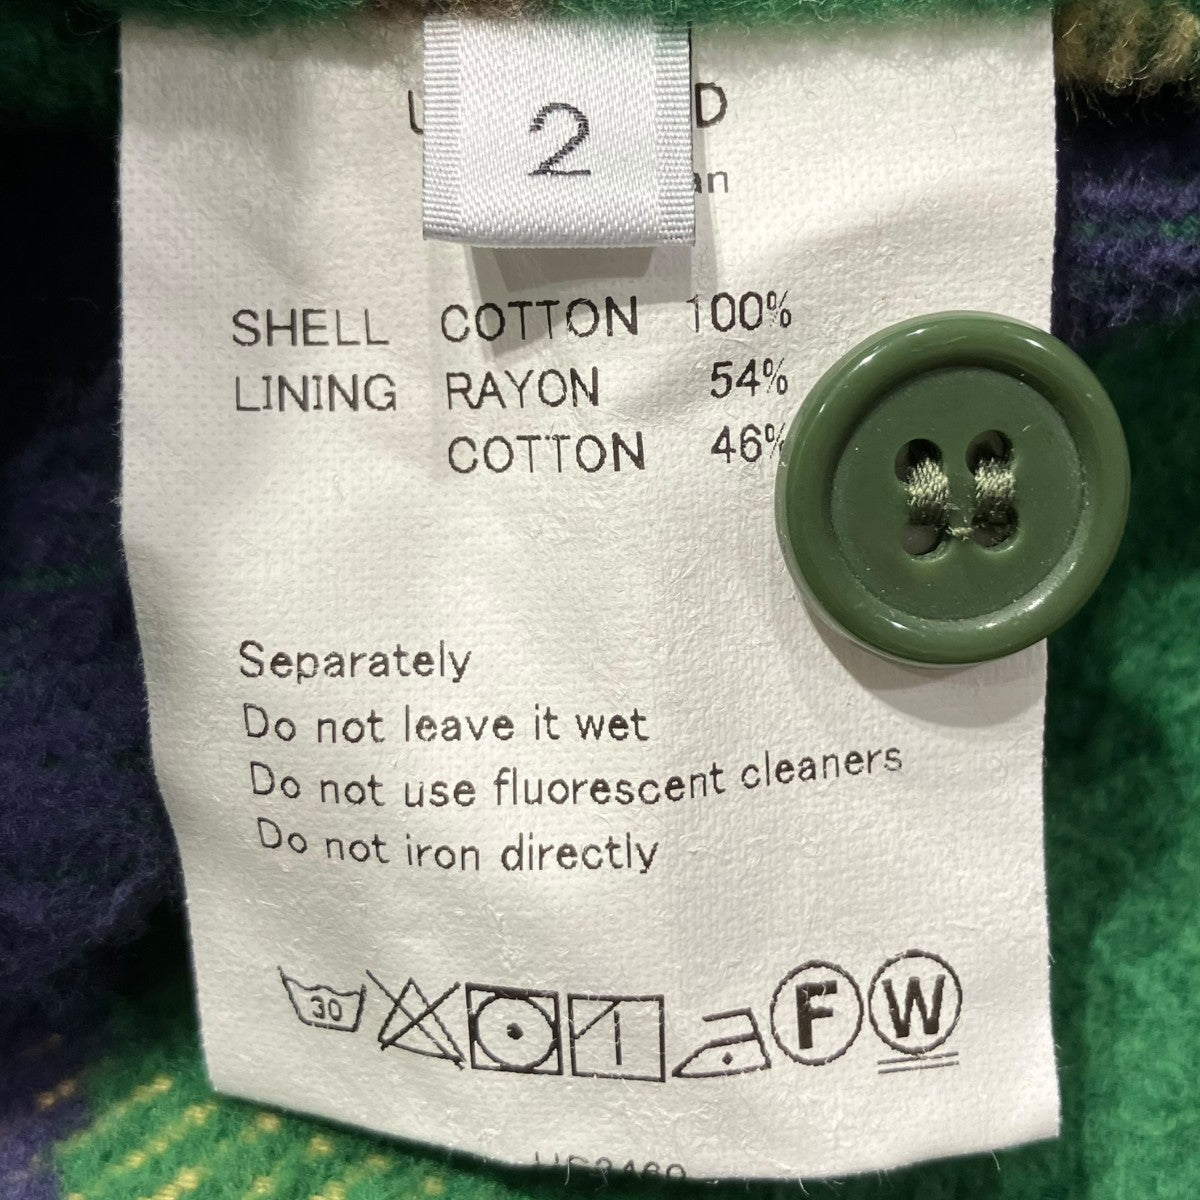 2
SHELL COTTON 100%
LINING RAYON 54%
COTTON 46%
Separately
Do not leave it wet
Do not use fluorescent cleaners
Do not iron directly
30 F W